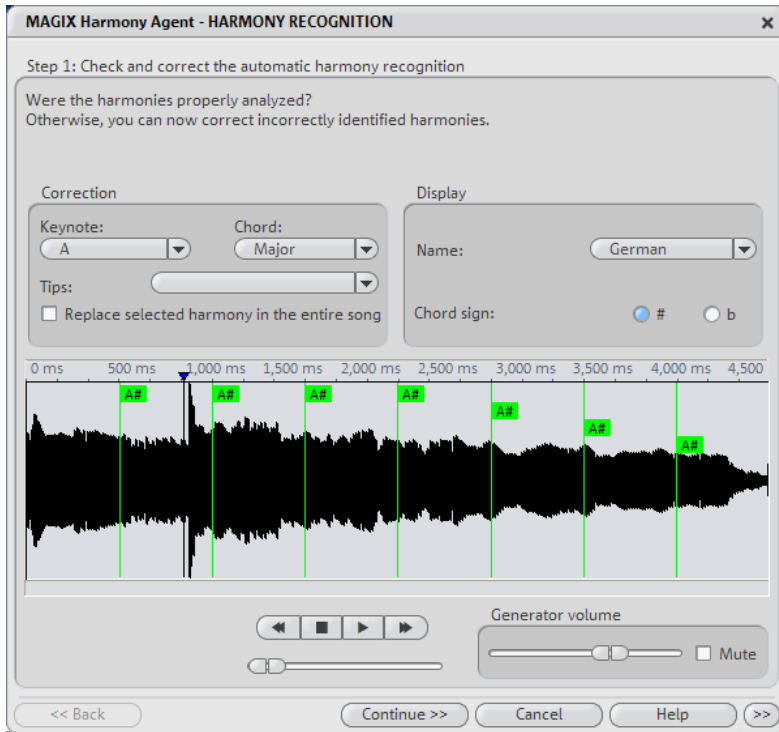 MAGIX Harmony Agent - HARMONY RECOGNITION
Step 1: Check and correct the automatic harmony recognition
Were the harmonies properly analyzed?
Otherwise, you can now correct incorrectly identified harmonies.
Correction
Keynote: Chord:
A Major
Tips:
Replace selected harmony in the entire song
Display
Name: German
Chord sign: # b
0 ms 500 ms 1,000 ms 1,500 ms 2,000 ms 2,500 ms 3,000 ms 3,500 ms 4,000 ms 4,500
A# A# A# A#
A#
A#
A#
Generator volume
Mute
<< Back Continue >> Cancel Help >>